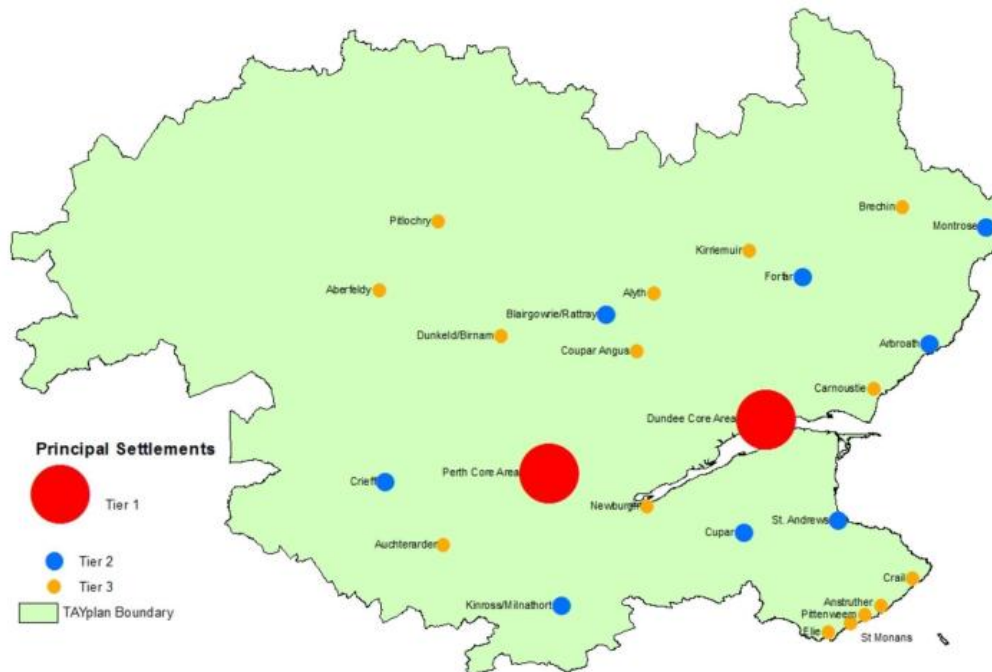 Brechin
Pitlochry
Montrose
Kirriemuir
Forfar
Aberfeldy
Alyth
Blairgowrie/Rattray
Dunkeld/Birnam
Arbroath
Coupar Angus
Carnoustie
Dundee Core Area
Principal Settlements
Perth Core Area
Crieff
Tier 1
Newburgh
St. Andrews
Cupar
Auchterarder
Tier 2
Crail
Tier 3
Kinross/Milnathort
Anstruther
TAYplan Boundary
Pittenweem
Elie
St Monans